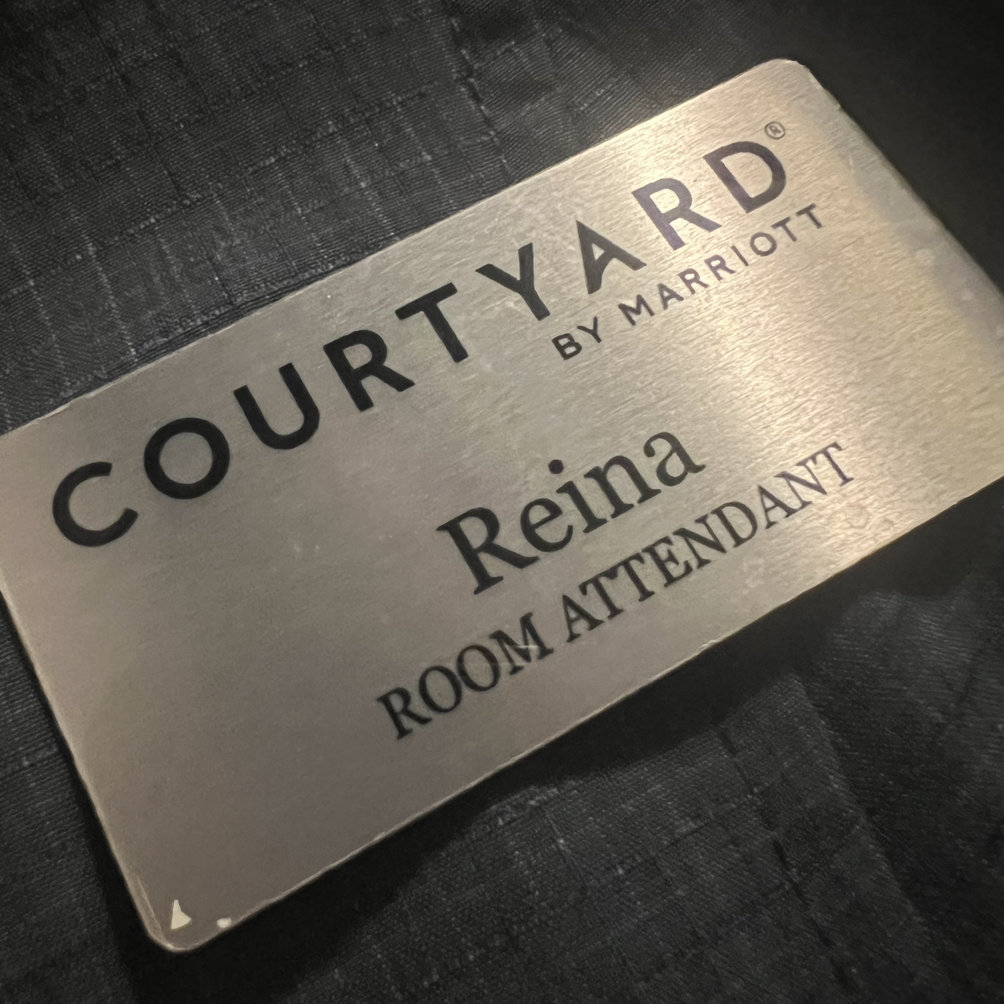 COURTYARD®
BY MARRIOTT
Reina
ROOM ATTENDANT